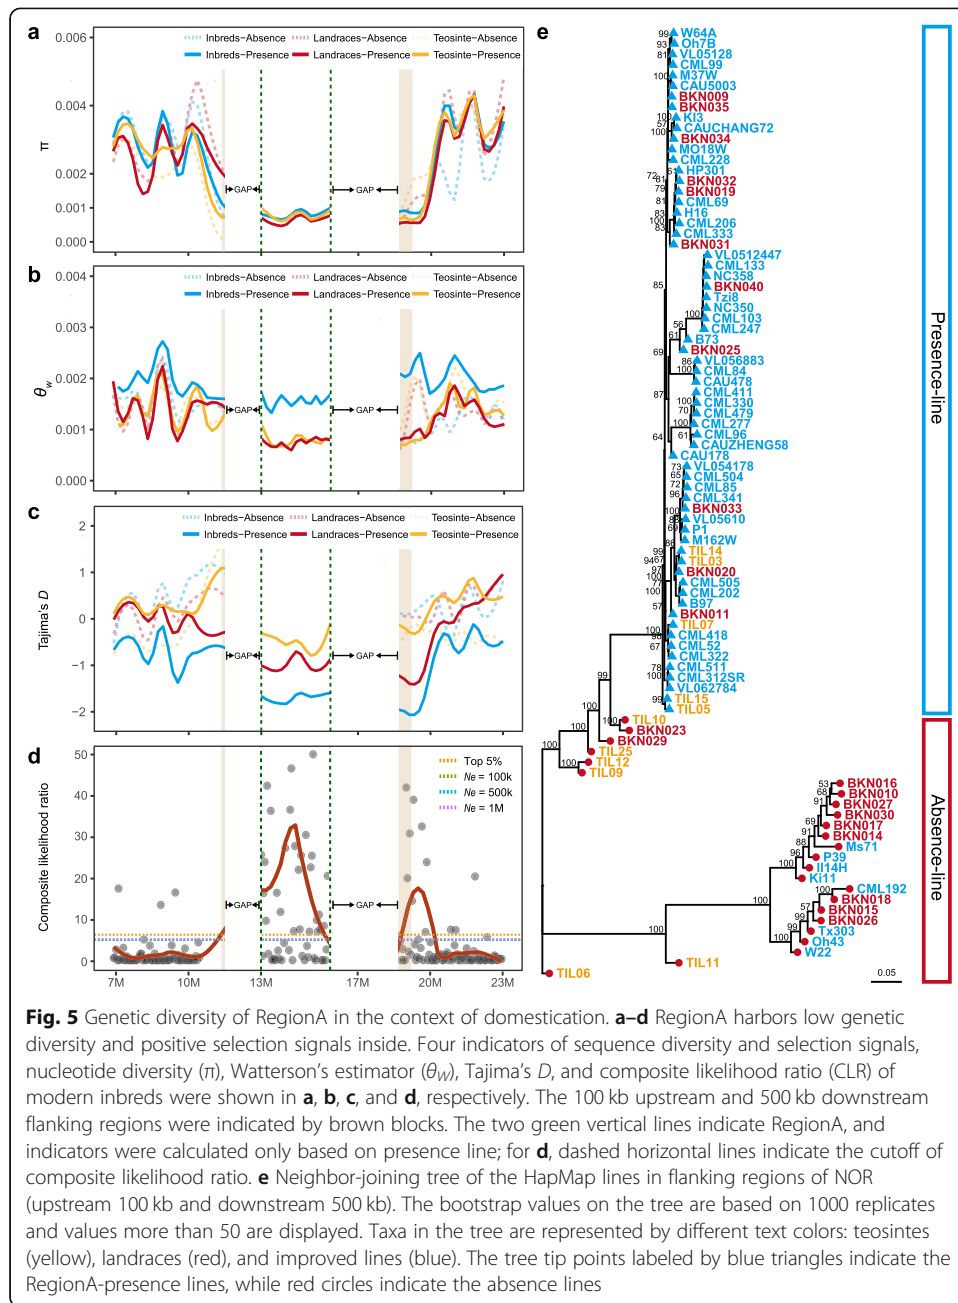 a
0.006
0.004
0.002
0.001
0.000
π
Inbreds−Absence
Landraces−Absence
Teosinte−Absence
Inbreds−Presence
Landraces−Presence
Teosinte−Presence
GAP
GAP
b
0.004
0.003
0.002
0.001
0.000
θw
Inbreds−Absence
Landraces−Absence
Teosinte−Absence
Inbreds−Presence
Landraces−Presence
Teosinte−Presence
GAP
GAP
c
2
1
0
−1
−2
Tajima's D
Inbreds−Absence
Landraces−Absence
Teosinte−Absence
Inbreds−Presence
Landraces−Presence
Teosinte−Presence
GAP
GAP
d
50
40
30
20
10
0
Composite likelihood ratio
Top 5%
Ne = 100k
Ne = 500k
Ne = 1M
GAP
GAP
7M
10M
13M
17M
20M
23M
e
W64A
Oh7B
VL05128
CML99
M37W
CAU5003
BKN009
BKN035
KI3
CAUCHANG72
BKN034
MO18W
CML228
HP301
BKN032
BKN019
CML69
H16
CML206
CML333
BKN031
VL0512447
CML133
NC358
BKN040
Tzi8
NC350
CML103
CML247
B73
BKN025
VL056883
CML84
CAU478
CML411
CML330
CML479
CML277
CML96
CAUZHENG58
CAU178
VL054178
CML504
CML85
CML341
BKN033
VL05610
P1
M162W
TIL14
TIL03
BKN020
CML505
CML202
B97
BKN011
TIL07
CML418
CML52
CML322
CML511
CML312SR
VL062784
TIL15
TIL05
TIL10
BKN023
BKN029
TIL25
TIL12
TIL09
BKN016
BKN010
BKN027
BKN030
BKN017
BKN014
Ms71
P39
Il14H
Ki11
CML192
BKN018
BKN015
BKN026
Tx303
Oh43
W22
TIL11
TIL06
Presence-line
Absence-line
0.05
Fig. 5 Genetic diversity of RegionA in the context of domestication. a–d RegionA harbors low genetic
diversity and positive selection signals inside. Four indicators of sequence diversity and selection signals,
nucleotide diversity (π), Watterson's estimator (θW), Tajima's D, and composite likelihood ratio (CLR) of
modern inbreds were shown in a, b, c, and d, respectively. The 100 kb upstream and 500 kb downstream
flanking regions were indicated by brown blocks. The two green vertical lines indicate RegionA, and
indicators were calculated only based on presence line; for d, dashed horizontal lines indicate the cutoff of
composite likelihood ratio. e Neighbor-joining tree of the HapMap lines in flanking regions of NOR
(upstream 100 kb and downstream 500 kb). The bootstrap values on the tree are based on 1000 replicates
and values more than 50 are displayed. Taxa in the tree are represented by different text colors: teosintes
(yellow), landraces (red), and improved lines (blue). The tree tip points labeled by blue triangles indicate the
RegionA-presence lines, while red circles indicate the absence lines